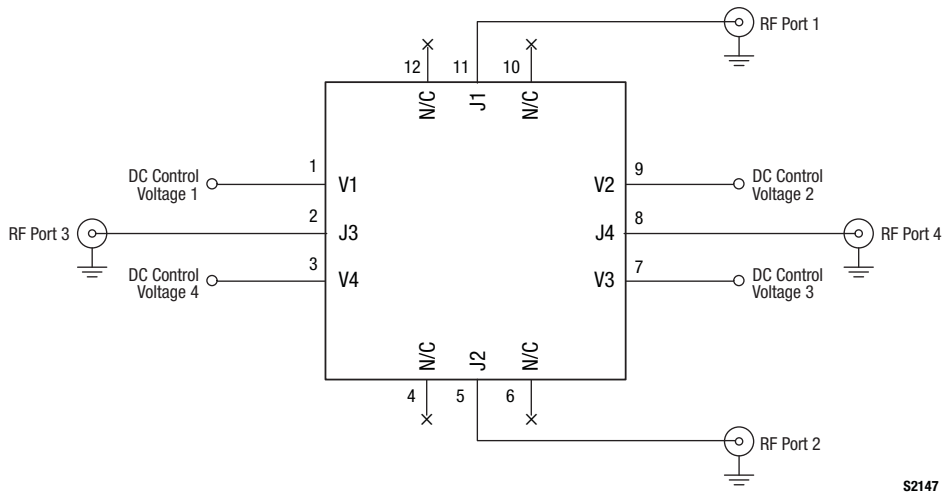 RF Port 1
12
11
10
N/C
J1
N/C
DC Control
Voltage 1
1
V1
V2
9
DC Control
Voltage 2
RF Port 3
2
J3
J4
8
RF Port 4
DC Control
Voltage 4
3
V4
V3
7
DC Control
Voltage 3
N/C
J2
N/C
4
5
6
RF Port 2
S2147